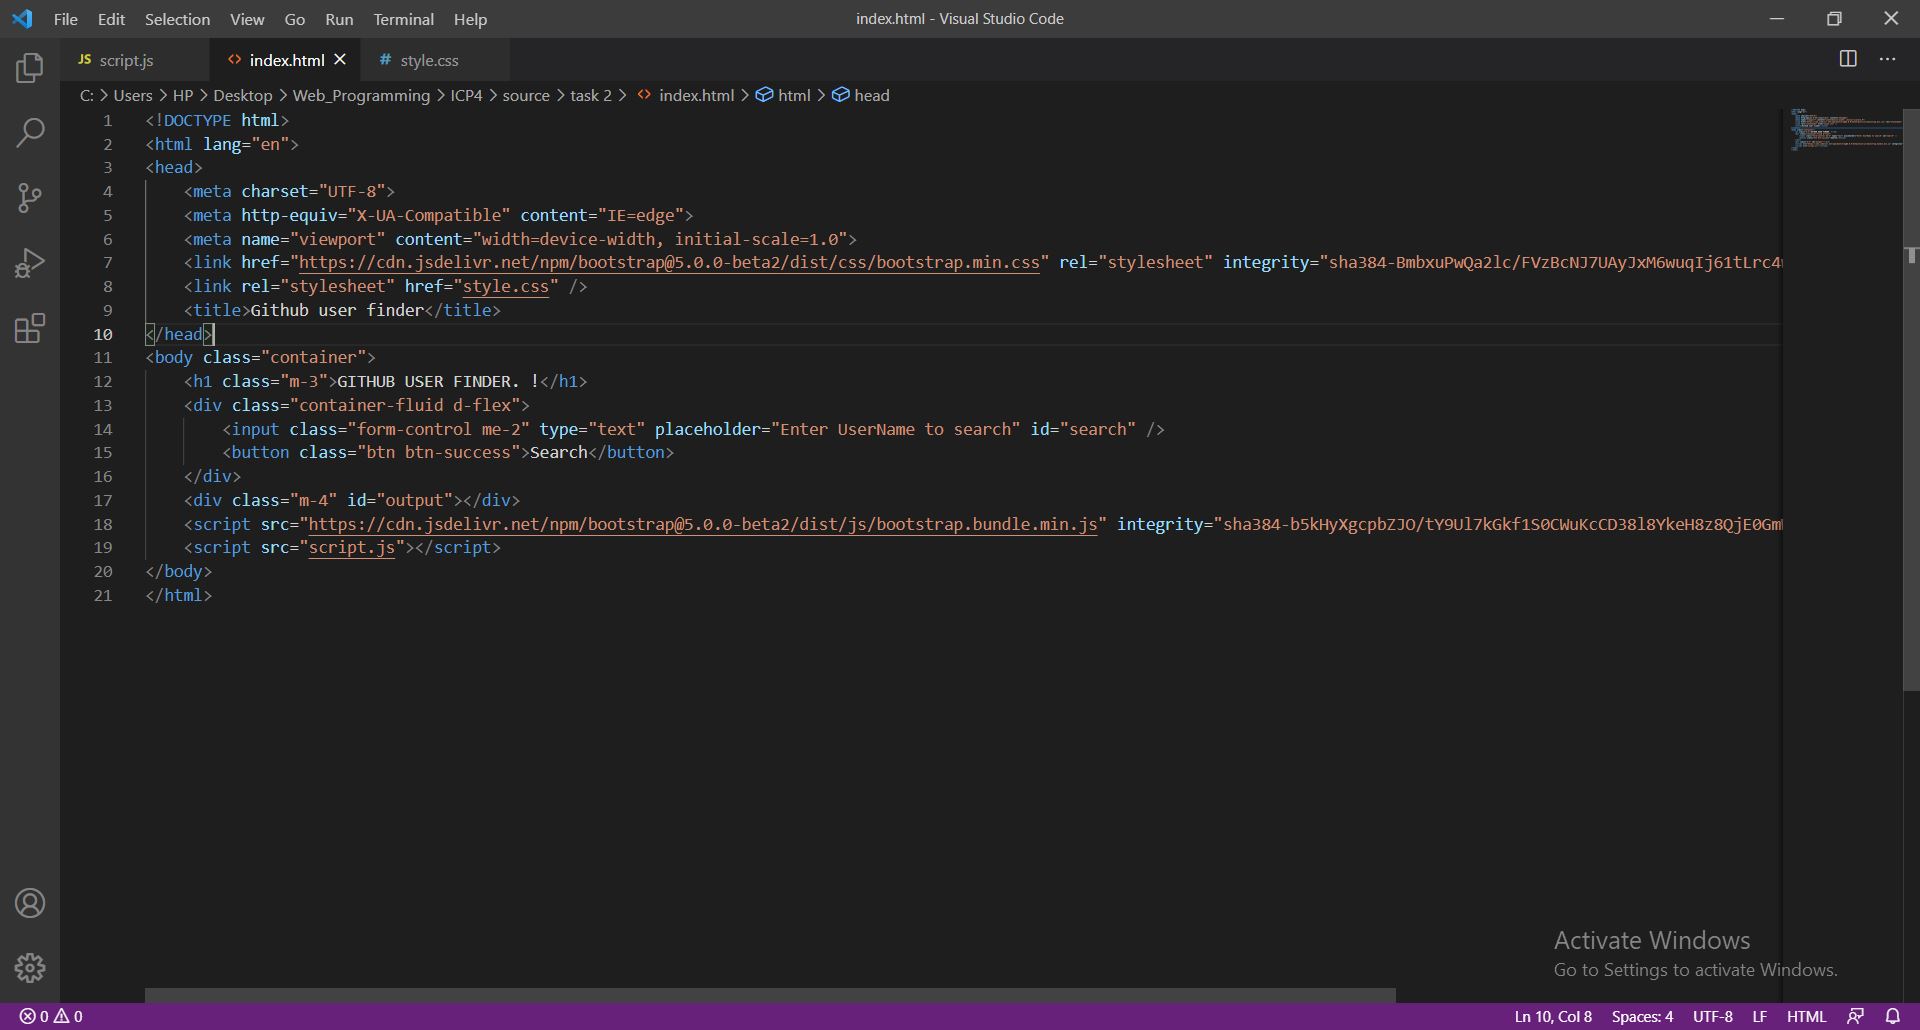 File Edit Selection View Go Run Terminal Help index.html - Visual Studio Code
JS script.js <> index.html # style.css
C: > Users > HP > Desktop > Web_Programming > ICP4 > source > task 2 > <> index.html > html > head
1 <!DOCTYPE html>
2 <html lang="en">
3 <head>
4 <meta charset="UTF-8">
5 <meta http-equiv="X-UA-Compatible" content="IE=edge">
6 <meta name="viewport" content="width=device-width, initial-scale=1.0">
7 <link href="https://cdn.jsdelivr.net/npm/bootstrap@5.0.0-beta2/dist/css/bootstrap.min.css" rel="stylesheet" integrity="sha384-BmbxuPwQa2lc/FVzBcNJ7UAyJxM6wuqIj61tLrc4
8 <link rel="stylesheet" href="style.css" />
9 <title>Github user finder</title>
10 </head>
11 <body class="container">
12 <h1 class="m-3">GITHUB USER FINDER. !</h1>
13 <div class="container-fluid d-flex">
14 <input class="form-control me-2" type="text" placeholder="Enter UserName to search" id="search" />
15 <button class="btn btn-success">Search</button>
16 </div>
17 <div class="m-4" id="output"></div>
18 <script src="https://cdn.jsdelivr.net/npm/bootstrap@5.0.0-beta2/dist/js/bootstrap.bundle.min.js" integrity="sha384-b5kHyXgcpbZJO/tY9Ul7kGkf1S0CWuKcCD38l8YkeH8z8QjE0Gm
19 <script src="script.js"></script>
20 </body>
21 </html>
Activate Windows
Go to Settings to activate Windows.
0 0 Ln 10, Col 8 Spaces: 4 UTF-8 LF HTML